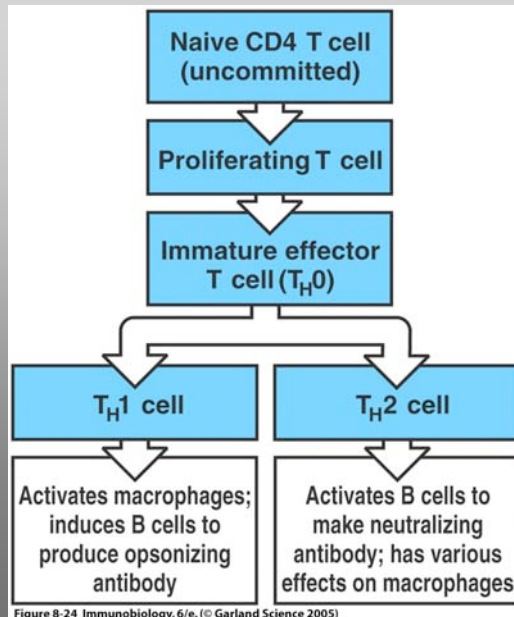 Naive CD4 T cell
(uncommitted)
Proliferating T cell
Immature effector
T cell (TH0)
TH1 cell
TH2 cell
Activates macrophages;
induces B cells to
produce opsonizing
antibody
Activates B cells to
make neutralizing
antibody; has various
effects on macrophages
Figure 8-24 Immunobiology, 6/e. (© Garland Science 2005)